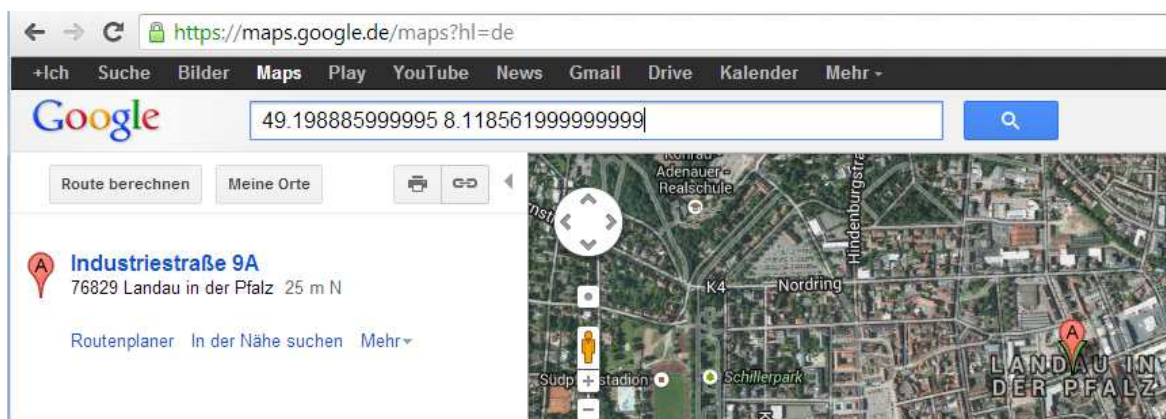 https://maps.google.de/maps?hl=de
+Ich Suche Bilder Maps Play YouTube News Gmail Drive Kalender Mehr
Google
49.198885999995 8.118561999999999
Route berechnen Meine Orte
A Industriestraße 9A
76829 Landau in der Pfalz 25 m N
Routenplaner In der Nähe suchen Mehr
Konrad
Adenauer-
Realschule
Hindenburgstra
K4 Nordring
A
LANDAU IN
DER PFALZ
Schillerpark
stadion